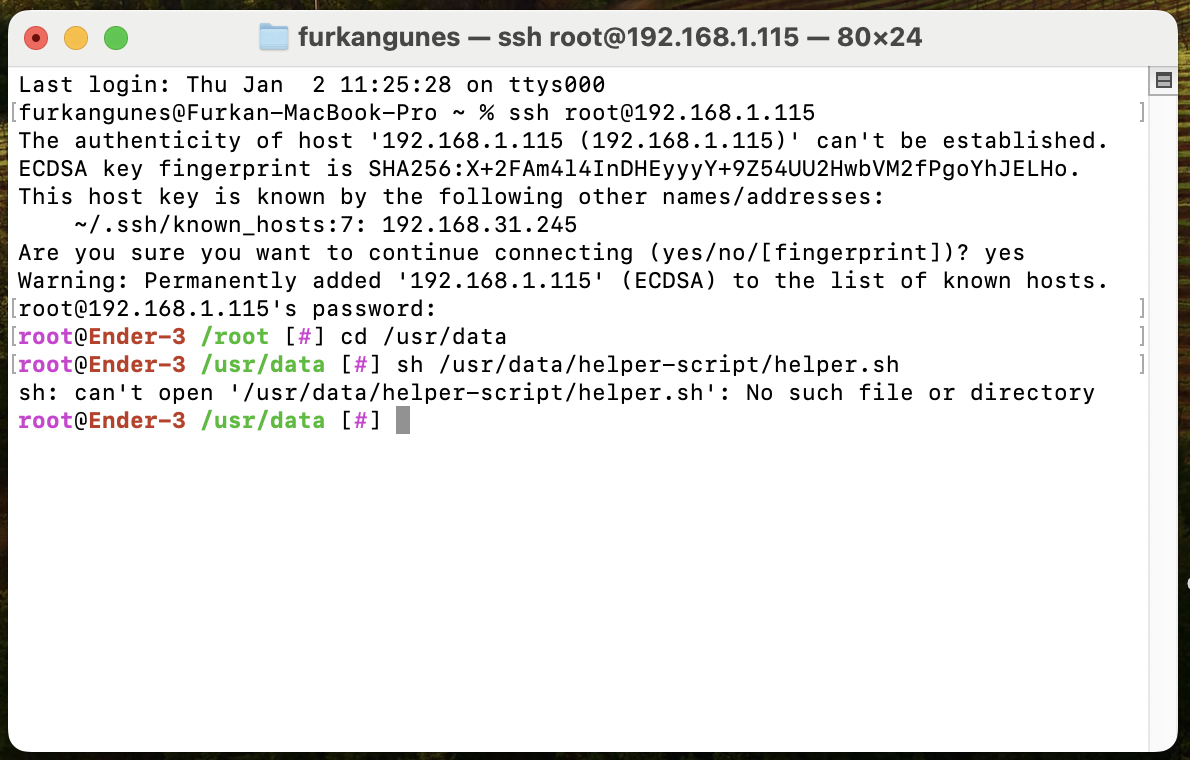 furkangunes — ssh root@192.168.1.115 — 80×24
Last login: Thu Jan  2 11:25:28 on ttys000
[furkangunes@Furkan-MacBook-Pro ~ % ssh root@192.168.1.115 ]
The authenticity of host '192.168.1.115 (192.168.1.115)' can't be established.
ECDSA key fingerprint is SHA256:X+2FAm4l4InDHEyyyY+9Z54UU2HwbVM2fPgoYhJELHo.
This host key is known by the following other names/addresses:
    ~/.ssh/known_hosts:7: 192.168.31.245
Are you sure you want to continue connecting (yes/no/[fingerprint])? yes
Warning: Permanently added '192.168.1.115' (ECDSA) to the list of known hosts.
[root@192.168.1.115's password: ]
[root@Ender-3 /root [#] cd /usr/data ]
[root@Ender-3 /usr/data [#] sh /usr/data/helper-script/helper.sh ]
sh: can't open '/usr/data/helper-script/helper.sh': No such file or directory
root@Ender-3 /usr/data [#]